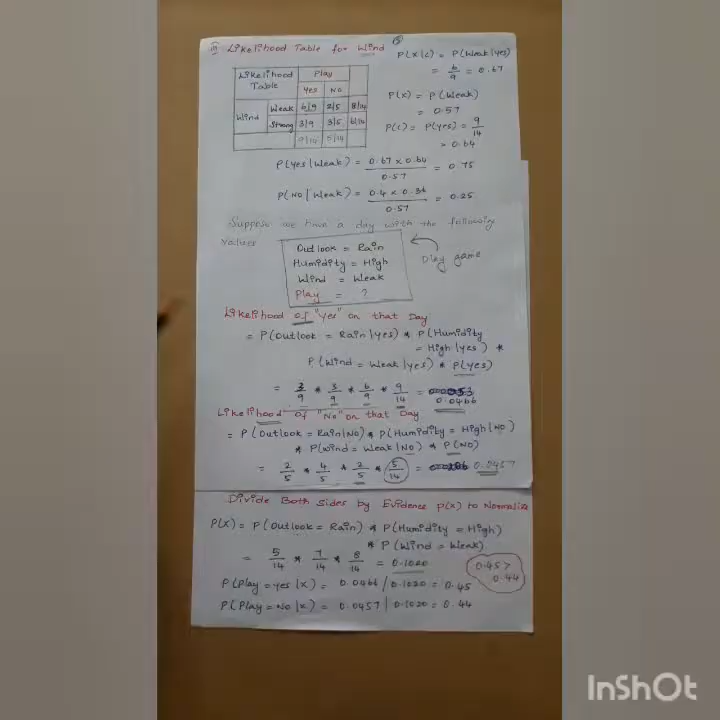 iii Likelihood Table for Wind
Likelihood Table Play
Yes No
Wind Weak 6/9 2/5 8/14
Strong 3/9 3/5 6/14
9/14 5/14
P(x|c) = P(Weak|yes)
= 6/9 = 0.67
P(x) = P(Weak)
= 0.57
P(c) = P(yes) = 9/14
= 0.64
P(yes|Weak) = 0.67 x 0.64 / 0.57 = 0.75
P(No|Weak) = 0.4 x 0.36 / 0.57 = 0.25
Suppose we have a day with the following
values
Outlook = Rain
Humidity = High
Wind = Weak
Play = ?
Play game
Likelihood of "yes" on that Day
= P(Outlook = Rain|yes) * P(Humidity
= High|yes) *
P(Wind = Weak|yes) * P(yes)
= 3/9 * 3/9 * 6/9 * 9/14 =
0.0466
Likelihood of "No" on that Day
= P(Outlook = Rain|No) * P(Humidity = High|No)
* P(Wind = Weak|No) * P(No)
= 2/5 * 4/5 * 2/5 * 5/14 = 0.0457
Divide Both Sides by Evidence P(x) to Normalize
P(X) = P(Outlook = Rain) * P(Humidity = High)
* P(Wind = Weak)
= 5/14 * 7/14 * 8/14 = 0.1020
0.45 >
0.44
P(Play = yes|x) = 0.0466 / 0.1020 = 0.45
P(Play = No|x) = 0.0457 / 0.1020 = 0.44
InShOt